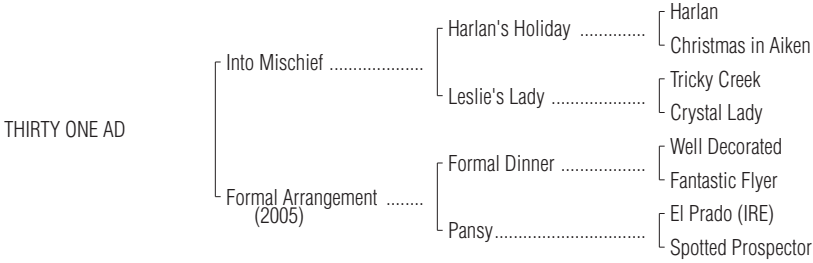 Harlan
Harlan's Holiday ..............
Christmas in Aiken
Into Mischief ....................
Tricky Creek
Leslie's Lady ....................
Crystal Lady
THIRTY ONE AD
Well Decorated
Formal Dinner ..................
Fantastic Flyer
Formal Arrangement ........
(2005)
El Prado (IRE)
Pansy................................
Spotted Prospector